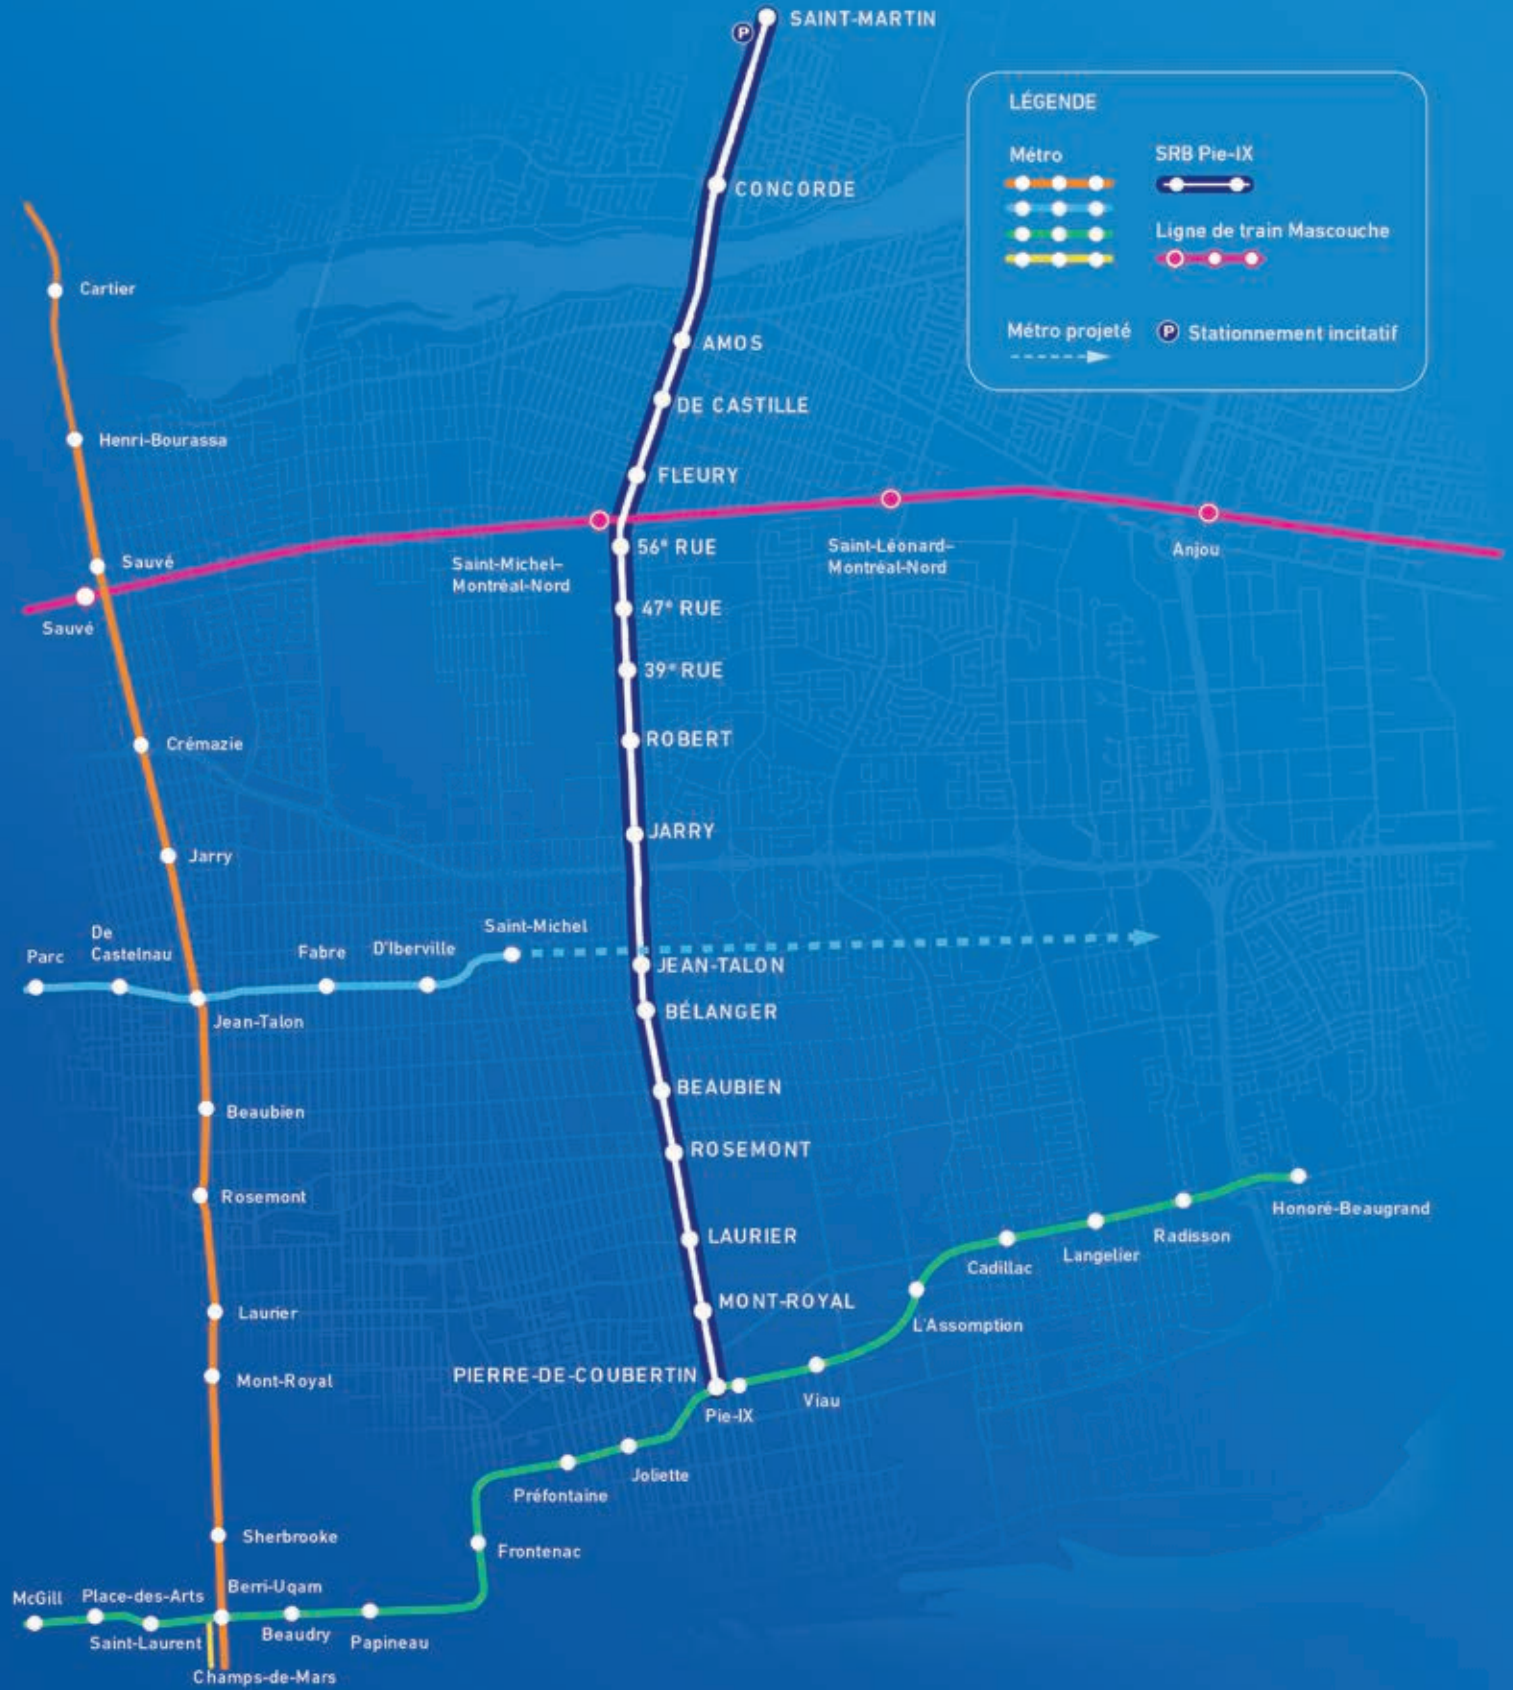 P
SAINT-MARTIN
CONCORDE
AMOS
DE CASTILLE
FLEURY
56e RUE
47e RUE
39e RUE
ROBERT
JARRY
JEAN-TALON
BÉLANGER
BEAUBIEN
ROSEMONT
LAURIER
MONT-ROYAL
PIERRE-DE-COUBERTIN
LÉGENDE
Métro
SRB Pie-IX
Ligne de train Mascouche
Métro projeté
P Stationnement incitatif
Cartier
Henri-Bourassa
Sauvé
Sauvé
Saint-Michel–
Montréal-Nord
Saint-Léonard–
Montréal-Nord
Anjou
Crémazie
Jarry
Parc
De
Castelnau
Jean-Talon
Fabre
D'Iberville
Saint-Michel
Beaubien
Rosemont
Laurier
Mont-Royal
Sherbrooke
Berri-Uqam
Champs-de-Mars
McGill
Place-des-Arts
Saint-Laurent
Beaudry
Papineau
Frontenac
Préfontaine
Joliette
Pie-IX
Viau
L'Assomption
Cadillac
Langelier
Radisson
Honoré-Beaugrand